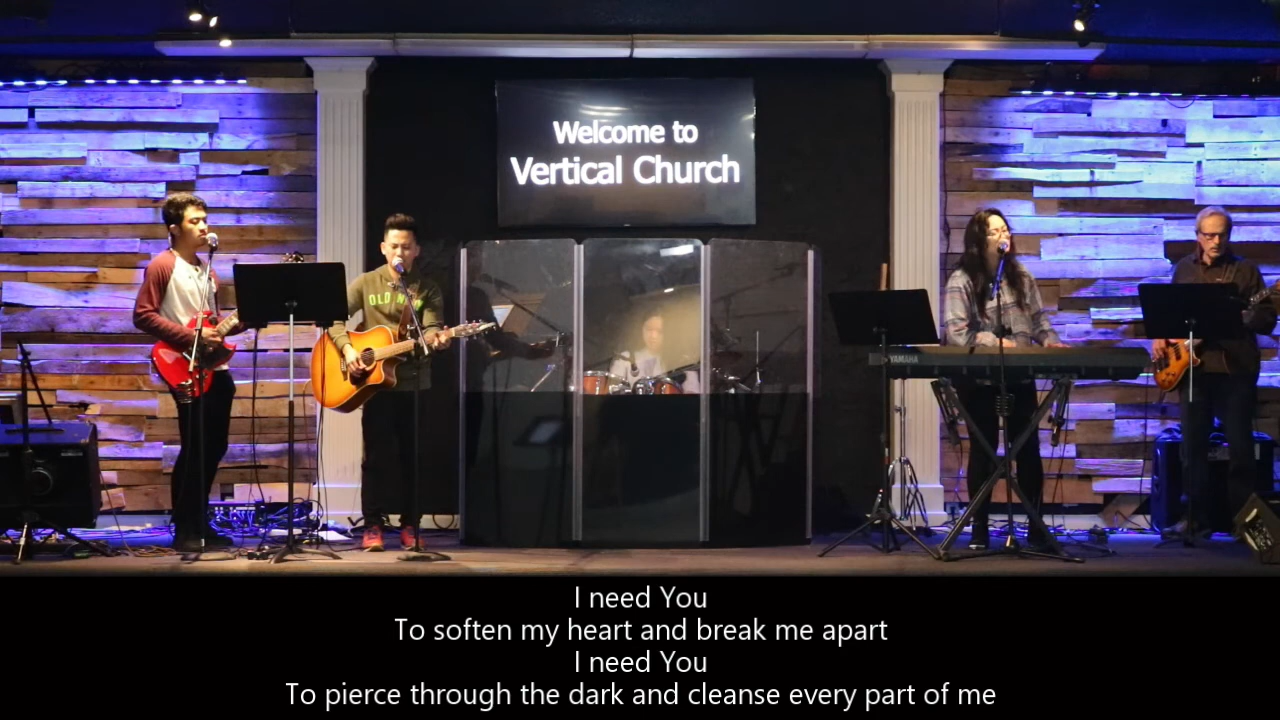 Welcome to
Vertical Church
OLD NAVY
YAMAHA
I need You
To soften my heart and break me apart
I need You
To pierce through the dark and cleanse every part of me